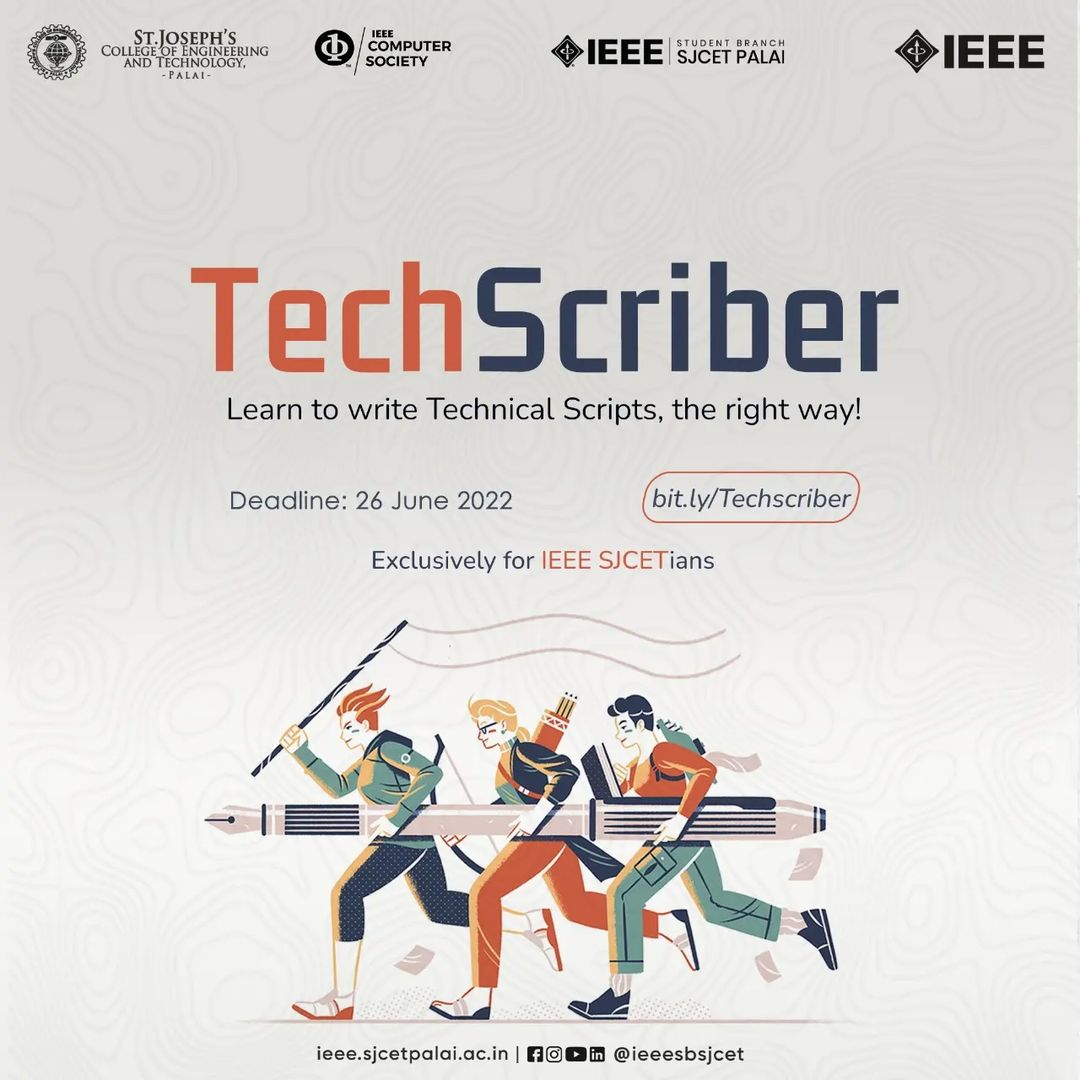 ST.JOSEPH'S
COLLEGE OF ENGINEERING
AND TECHNOLOGY,
-PALAI-
IEEE
COMPUTER
SOCIETY
IEEE
STUDENT BRANCH
SJCET PALAI
IEEE
TechScriber
Learn to write Technical Scripts, the right way!
Deadline: 26 June 2022
bit.ly/Techscriber
Exclusively for IEEE SJCETians
ieee.sjcetpalai.ac.in | @ieeesbsjcet